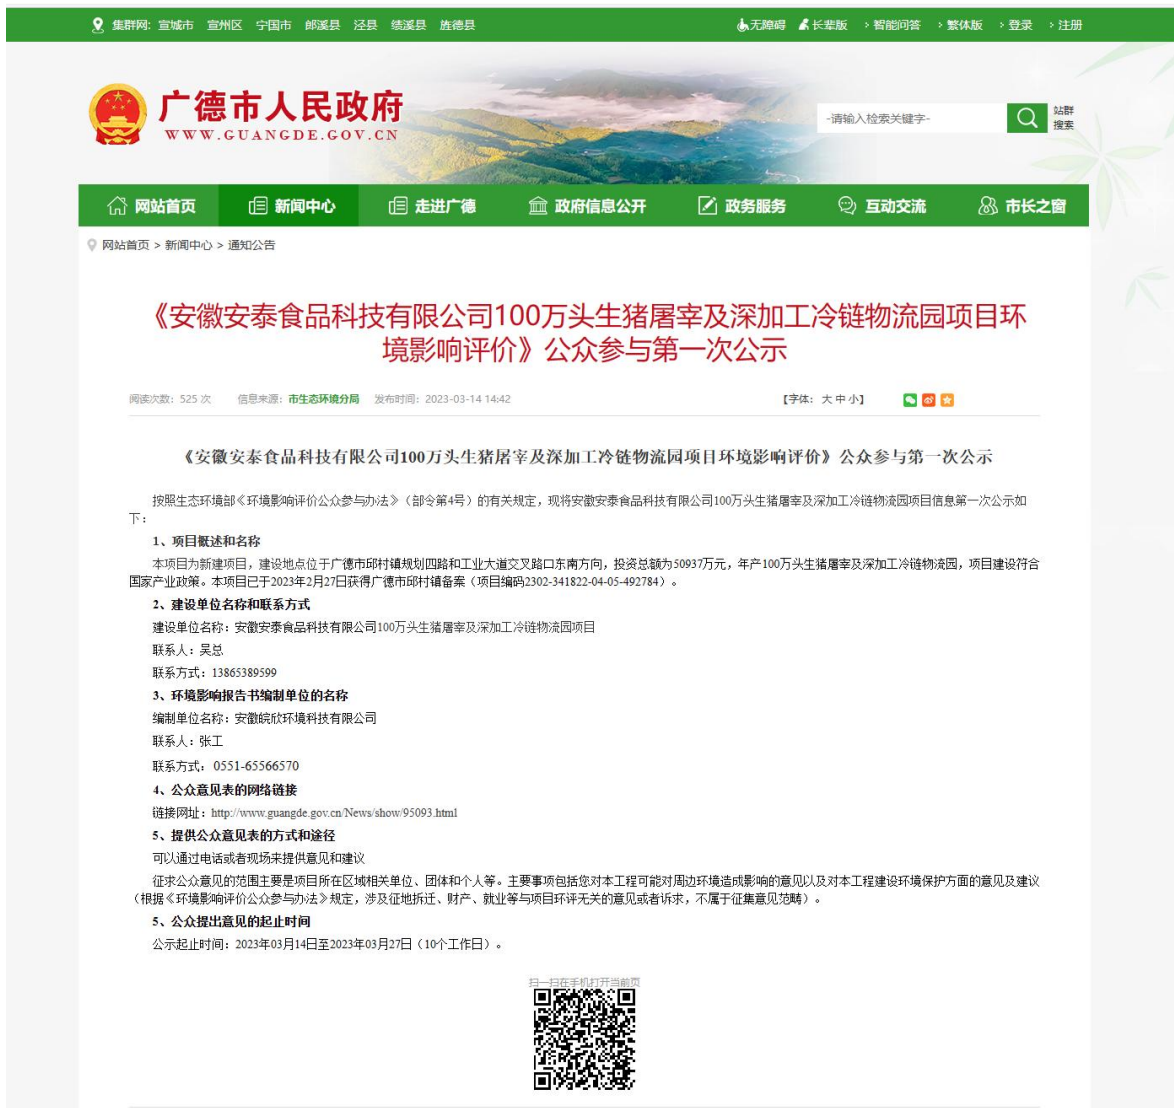 集群网: 宣城市 宣州区 宁国市 郎溪县 泾县 绩溪县 旌德县 无障碍 长辈版 > 智能问答 > 繁体版 > 登录 > 注册
广德市人民政府
WWW.GUANGDE.GOV.CN
-请输入检索关键字- 站群搜索
网站首页 新闻中心 走进广德 政府信息公开 政务服务 互动交流 市长之窗
网站首页 > 新闻中心 > 通知公告
《安徽安泰食品科技有限公司100万头生猪屠宰及深加工冷链物流园项目环
境影响评价》公众参与第一次公示
阅读次数: 525 次 信息来源: 市生态环境分局 发布时间: 2023-03-14 14:42 【字体: 大 中 小】
《安徽安泰食品科技有限公司100万头生猪屠宰及深加工冷链物流园项目环境影响评价》公众参与第一次公示
按照生态环境部《环境影响评价公众参与办法》（部令第4号）的有关规定，现将安徽安泰食品科技有限公司100万头生猪屠宰及深加工冷链物流园项目信息第一次公示如
下：
1、项目概述和名称
本项目为新建项目，建设地点位于广德市邱村镇规划四路和工业大道交叉路口东南方向，投资总额为50937万元，年产100万头生猪屠宰及深加工冷链物流园，项目建设符合
国家产业政策。本项目已于2023年2月27日获得广德市邱村镇备案（项目编码2302-341822-04-05-492784）。
2、建设单位名称和联系方式
建设单位名称：安徽安泰食品科技有限公司100万头生猪屠宰及深加工冷链物流园项目
联系人：吴总
联系方式：13865389599
3、环境影响报告书编制单位的名称
编制单位名称：安徽皖欣环境科技有限公司
联系人：张工
联系方式：0551-65566570
4、公众意见表的网络链接
链接网址：http://www.guangde.gov.cn/News/show/95093.html
5、提供公众意见表的方式和途径
可以通过电话或者现场来提供意见和建议
征求公众意见的范围主要是项目所在区域相关单位、团体和个人等。主要事项包括您对本工程可能对周边环境造成影响的意见以及对本工程建设环境保护方面的意见及建议
（根据《环境影响评价公众参与办法》规定，涉及征地拆迁、财产、就业等与项目环评无关的意见或者诉求，不属于征集意见范畴）。
5、公众提出意见的起止时间
公示起止时间：2023年03月14日至2023年03月27日（10个工作日）。
扫一扫在手机打开当前页